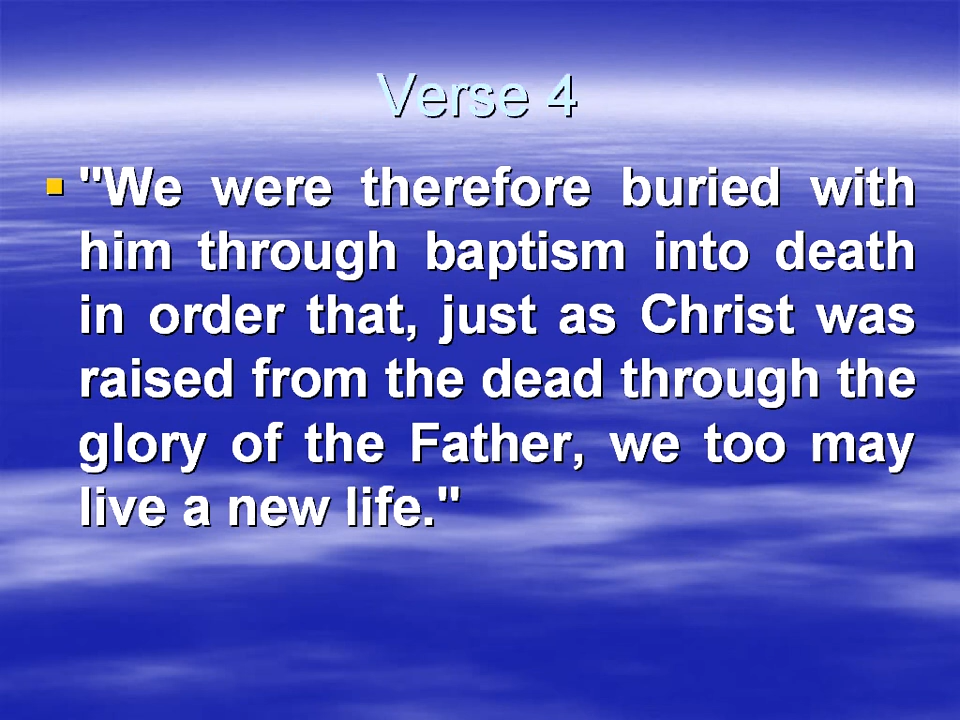 Verse 4
"We were therefore buried with
him through baptism into death
in order that, just as Christ was
raised from the dead through the
glory of the Father, we too may
live a new life."